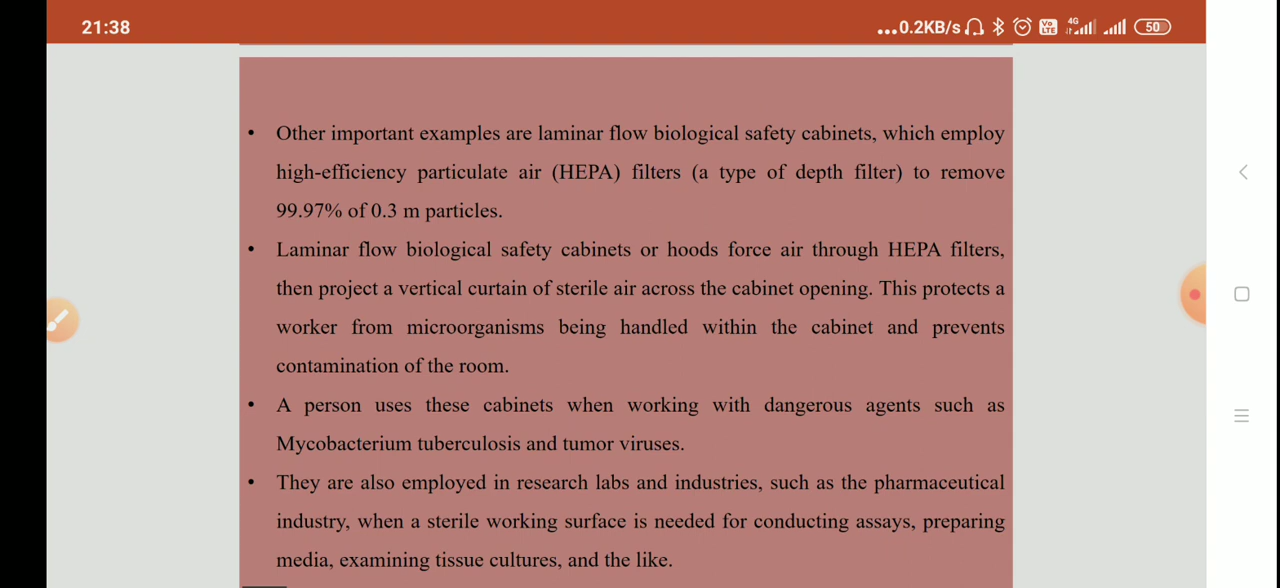 21:38
...0.2KB/s
Vo LTE
4G
50
• Other important examples are laminar flow biological safety cabinets, which employ
high-efficiency particulate air (HEPA) filters (a type of depth filter) to remove
99.97% of 0.3 m particles.
• Laminar flow biological safety cabinets or hoods force air through HEPA filters,
then project a vertical curtain of sterile air across the cabinet opening. This protects a
worker from microorganisms being handled within the cabinet and prevents
contamination of the room.
• A person uses these cabinets when working with dangerous agents such as
Mycobacterium tuberculosis and tumor viruses.
• They are also employed in research labs and industries, such as the pharmaceutical
industry, when a sterile working surface is needed for conducting assays, preparing
media, examining tissue cultures, and the like.